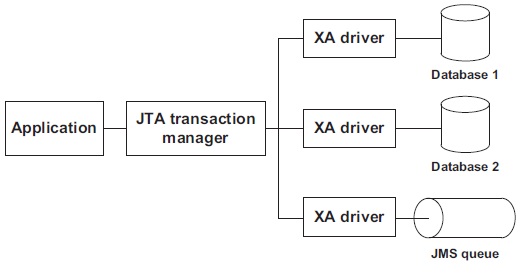 XA driver
Database 1
Application
JTA transaction
manager
XA driver
Database 2
XA driver
JMS queue